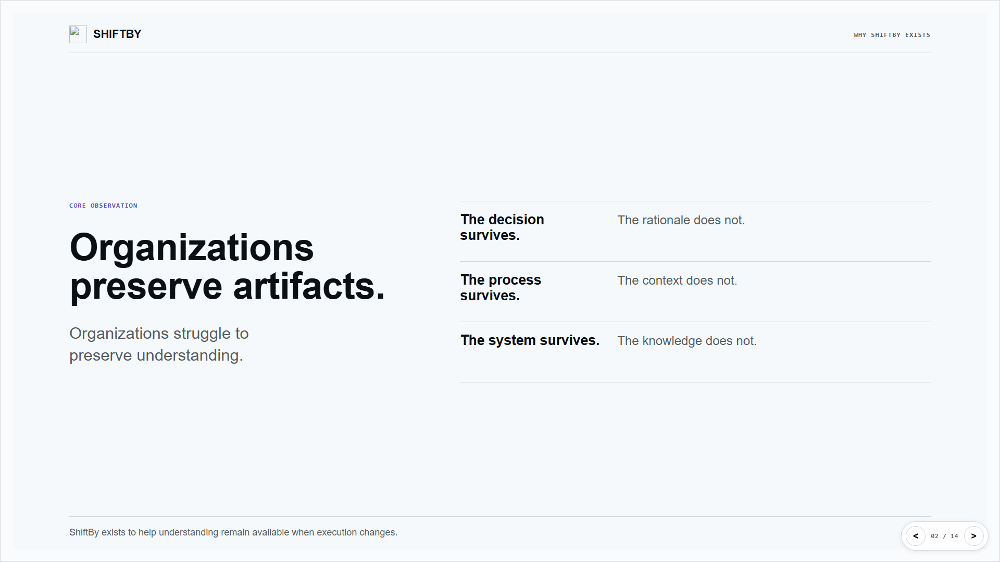 SHIFTBY
WHY SHIFTBY EXISTS
CORE OBSERVATION
Organizations
preserve artifacts.
Organizations struggle to
preserve understanding.
The decision
survives.
The rationale does not.
The process
survives.
The context does not.
The system survives.
The knowledge does not.
ShiftBy exists to help understanding remain available when execution changes.
< 02 / 14 >